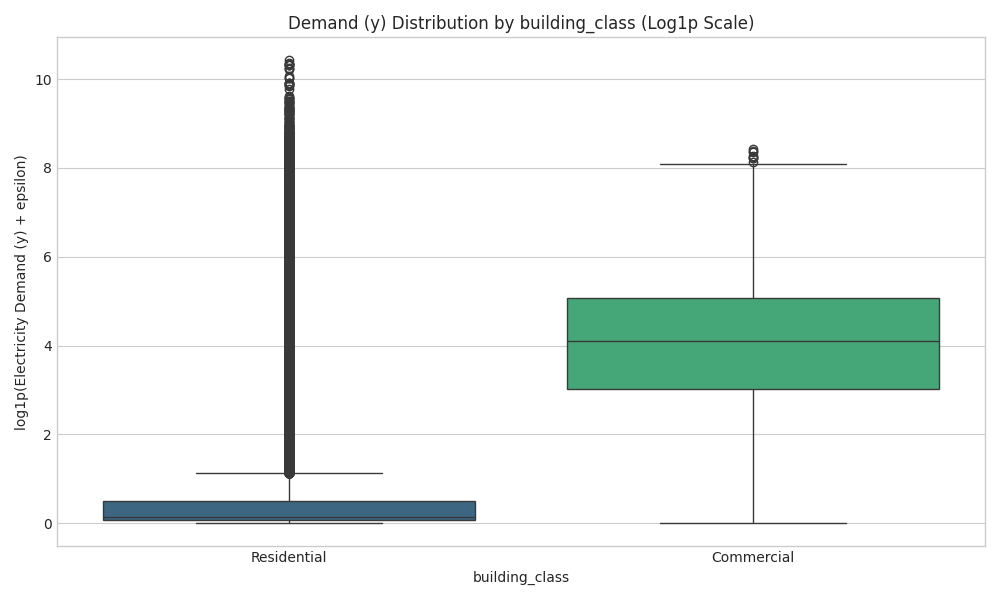 Demand (y) Distribution by building_class (Log1p Scale)
log1p(Electricity Demand (y) + epsilon)
10
8
6
4
2
0
Residential
Commercial
building_class